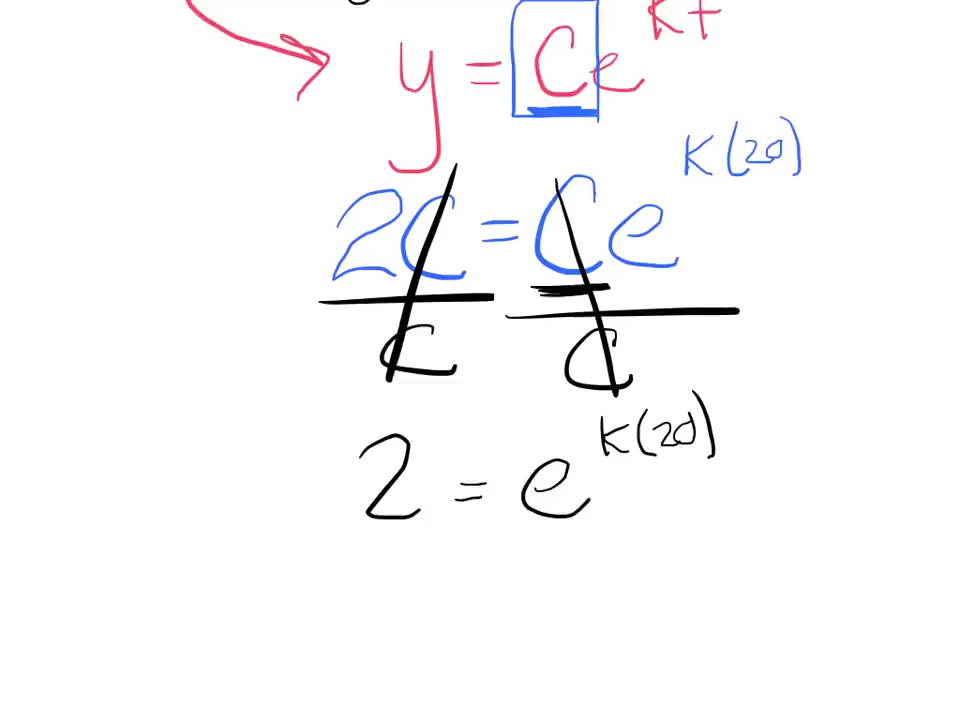 y = Ce^kt
2C = Ce^k(20)
C C
2 = e^k(20)